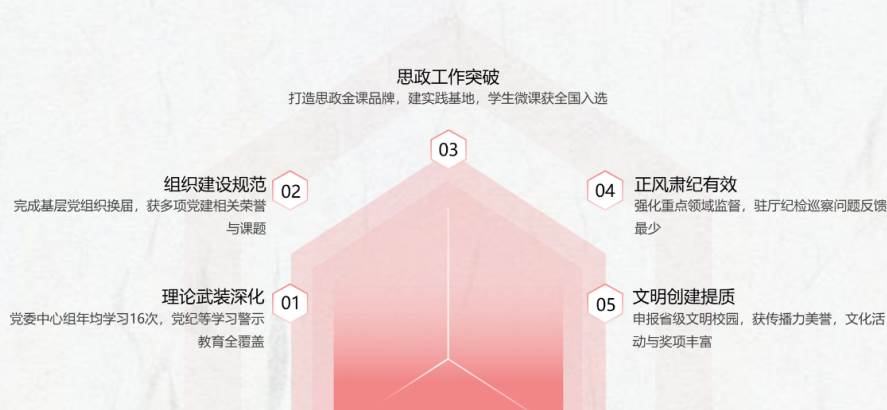 思政工作突破
打造思政金课品牌，建实践基地，学生微课获全国入选
03
组织建设规范
02
完成基层党组织换届，获多项党建相关荣誉
与课题
04
正风肃纪有效
强化重点领域监督，驻厅纪检巡察问题反馈
最少
理论武装深化
01
党委中心组年均学习16次，党纪等学习警示
教育全覆盖
05
文明创建提质
申报省级文明校园，获传播力美誉，文化活
动与奖项丰富